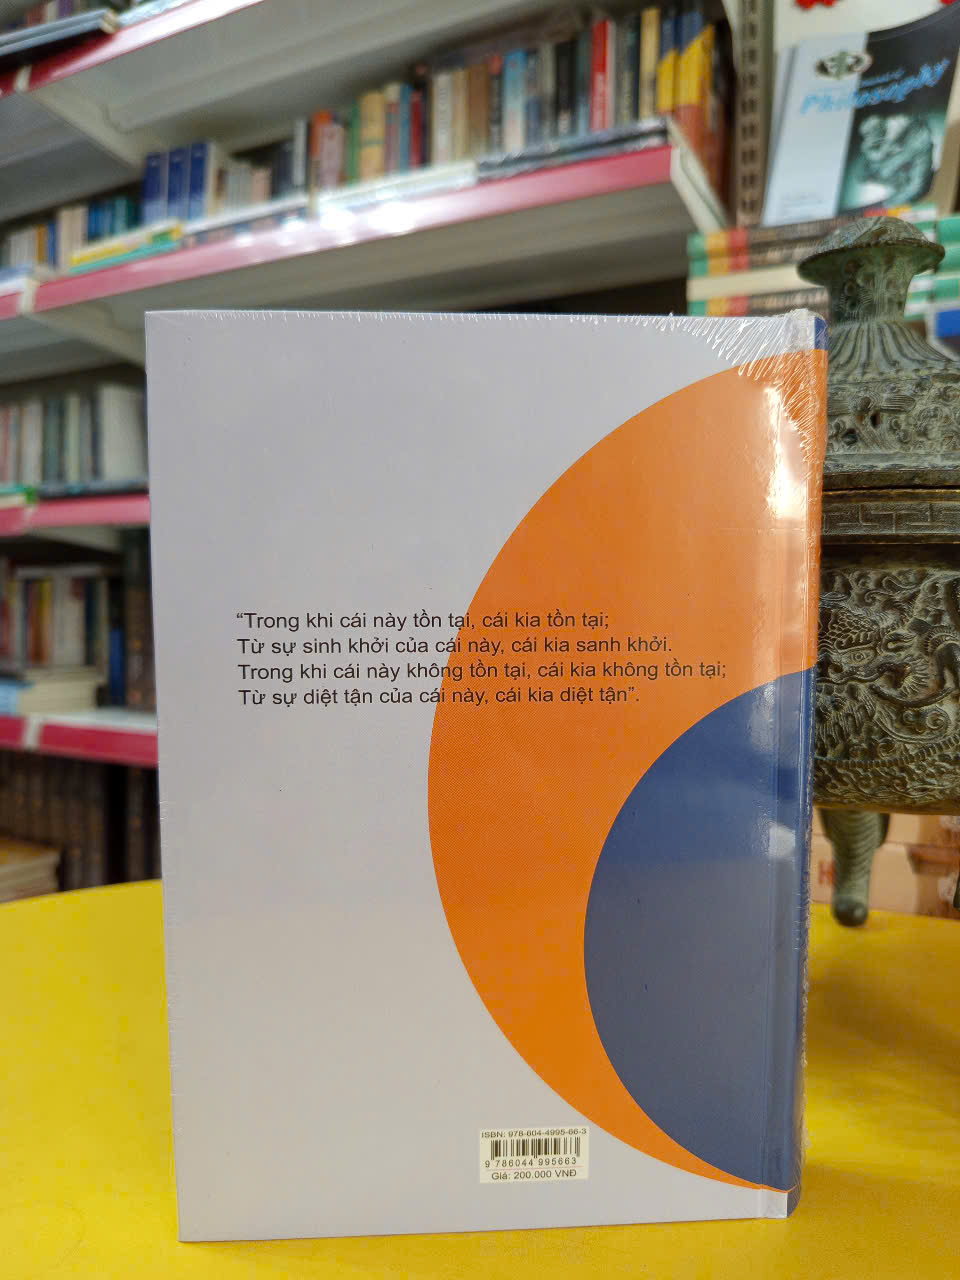 Philosophy
“Trong khi cái này tồn tại, cái kia tồn tại;
Từ sự sinh khởi của cái này, cái kia sanh khởi.
Trong khi cái này không tồn tại, cái kia không tồn tại;
Từ sự diệt tận của cái này, cái kia diệt tận”.
ISBN: 978-604-4995-66-3
9 786044 995663
Giá: 200.000 VNĐ